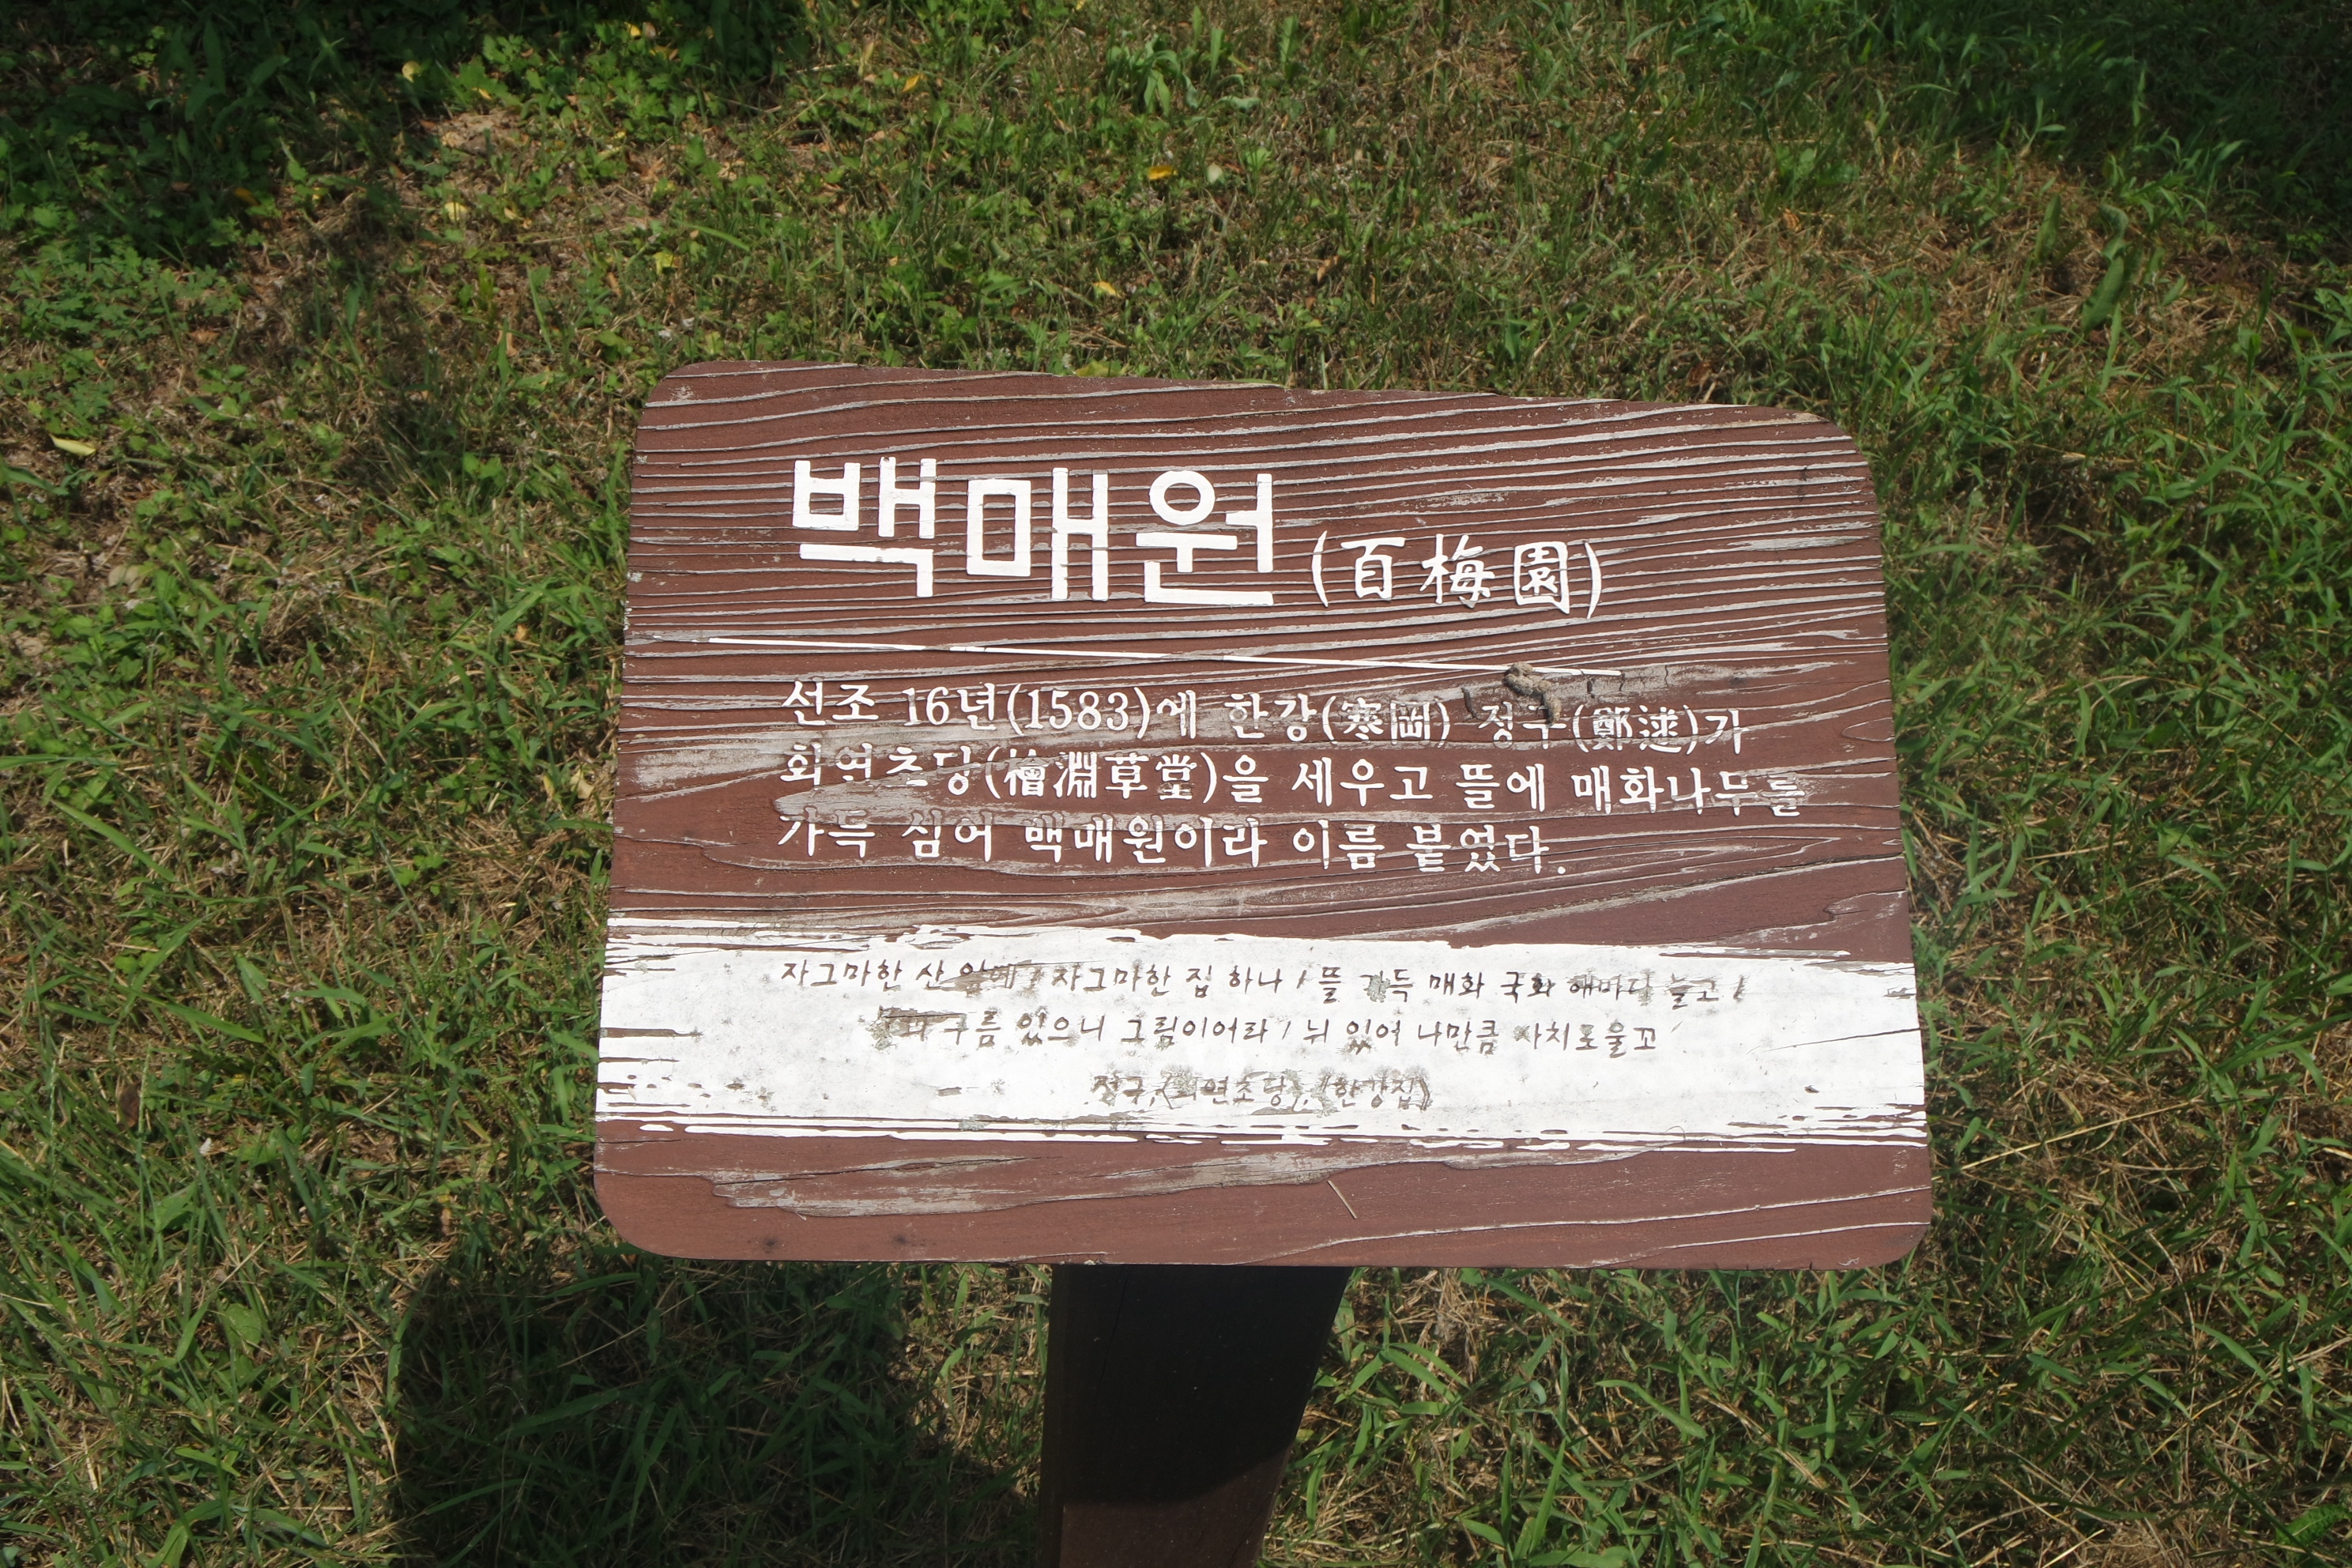 백매원 (百梅園)
선조 16년(1583)에 한강(寒岡) 정구(鄭逑)가
회연초당(檜淵草堂)을 세우고 뜰에 매화나무를
가득 심어 백매원이라 이름 붙였다.
자그마한 산 앞에 / 자그마한 집 하나 / 뜰 가득 매화 국화 해마다 늘고 /
구름 있으니 그림이어라 / 뉘 있여 나만큼 사치로울꼬
정구,〈회연초당〉,《한강집》